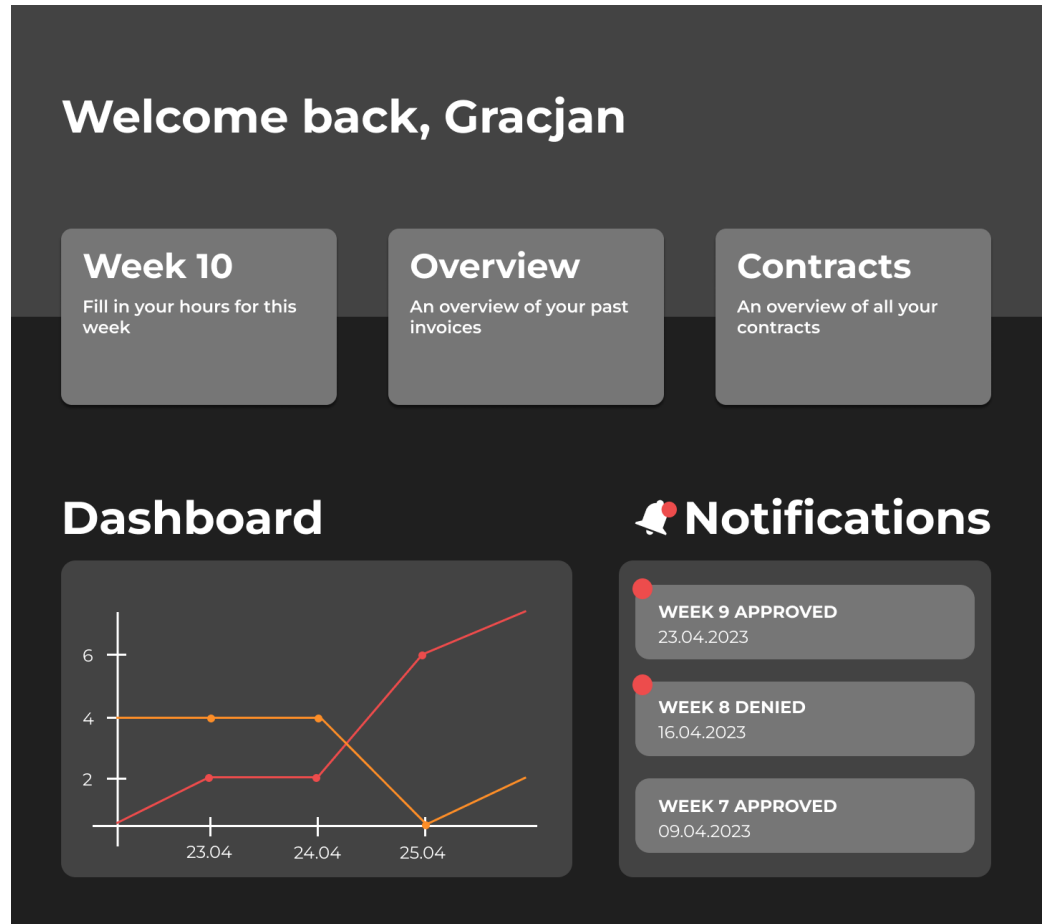 Welcome back, Gracjan
Week 10
Fill in your hours for this
week
Overview
An overview of your past
invoices
Contracts
An overview of all your
contracts
Dashboard
6
4
2
23.04
24.04
25.04
Notifications
WEEK 9 APPROVED
23.04.2023
WEEK 8 DENIED
16.04.2023
WEEK 7 APPROVED
09.04.2023